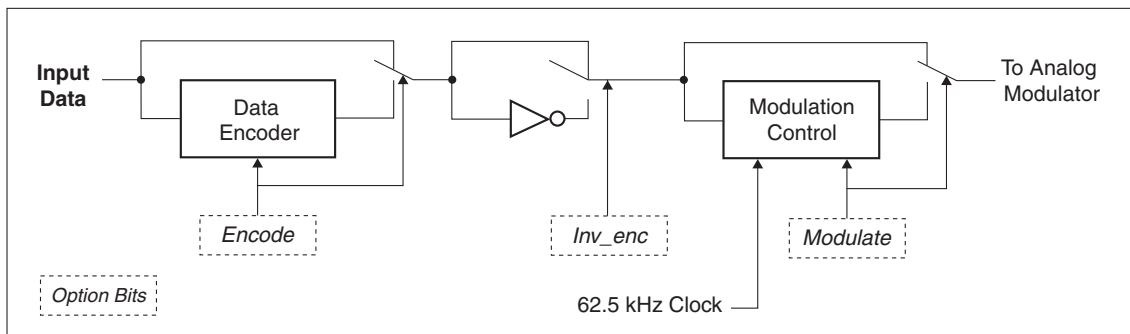 Input
Data
Data
Encoder
Modulation
Control
To Analog
Modulator
Encode
Inv_enc
Modulate
Option Bits
62.5 kHz Clock